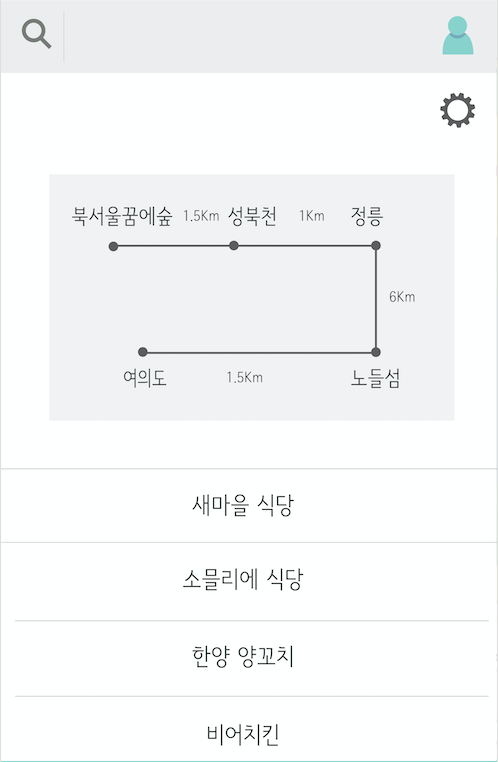 북서울꿈에숲 1.5Km 성북천 1Km 정릉
6Km
여의도 1.5Km 노들섬
새마을 식당
소믈리에 식당
한양 양꼬치
비어치킨